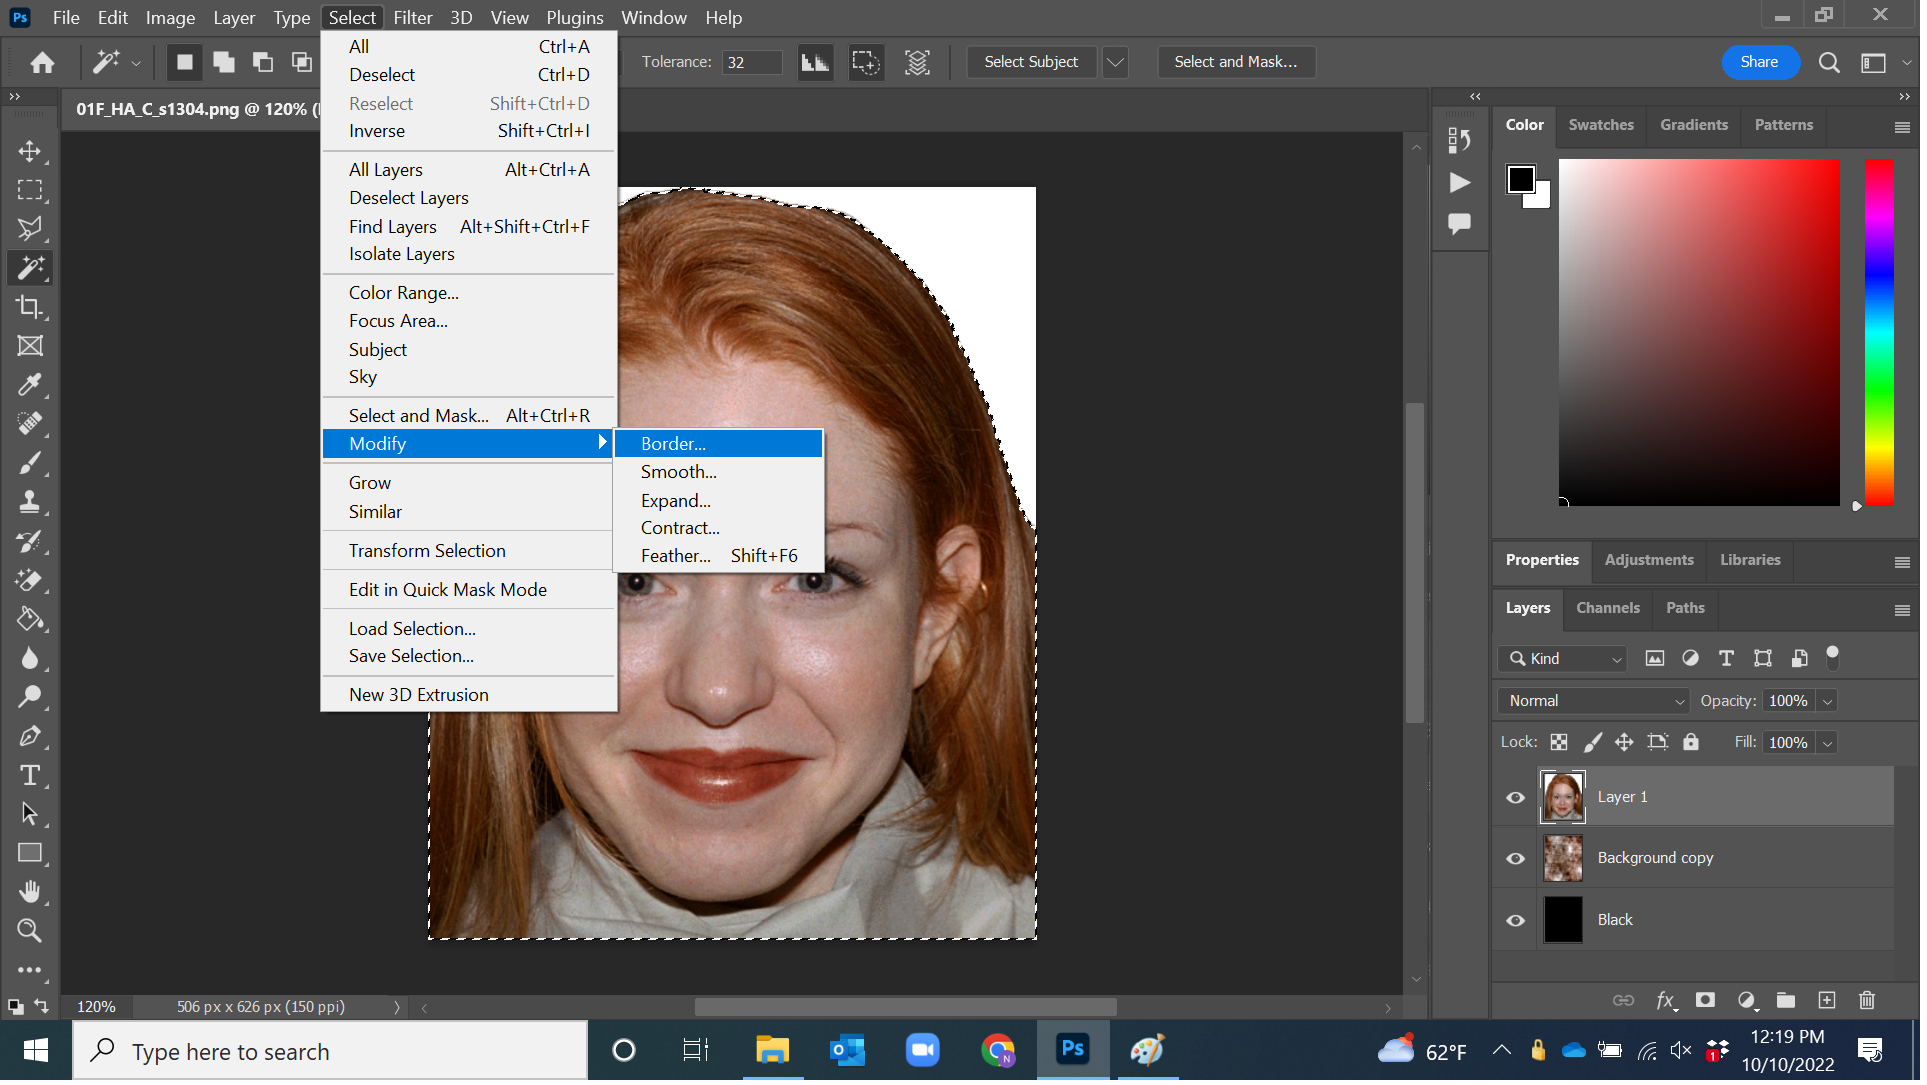 Ps File Edit Image Layer Type Select Filter 3D View Plugins Window Help
Tolerance: 32 Select Subject Select and Mask... Share
01F_HA_C_s1304.png @ 120% (
All Ctrl+A
Deselect Ctrl+D
Reselect Shift+Ctrl+D
Inverse Shift+Ctrl+I
All Layers Alt+Ctrl+A
Deselect Layers
Find Layers Alt+Shift+Ctrl+F
Isolate Layers
Color Range...
Focus Area...
Subject
Sky
Select and Mask... Alt+Ctrl+R
Modify
Grow
Similar
Transform Selection
Edit in Quick Mask Mode
Load Selection...
Save Selection...
New 3D Extrusion
Border...
Smooth...
Expand...
Contract...
Feather... Shift+F6
Color Swatches Gradients Patterns
Properties Adjustments Libraries
Layers Channels Paths
Kind
Normal Opacity: 100%
Lock: Fill: 100%
Layer 1
Background copy
Black
fx
120% 506 px x 626 px (150 ppi)
Type here to search
N
Ps
62°F
1
12:19 PM
10/10/2022